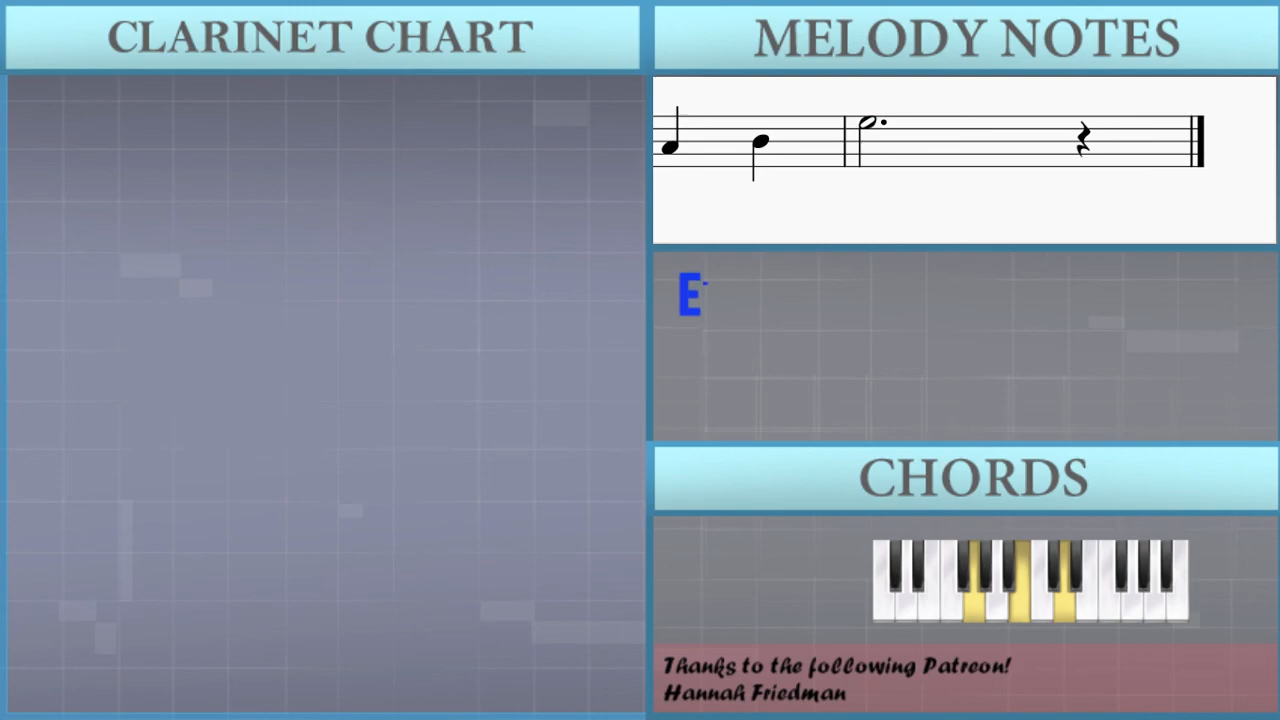 CLARINET CHART
MELODY NOTES
E
CHORDS
Thanks to the following Patreon!
Hannah Friedman